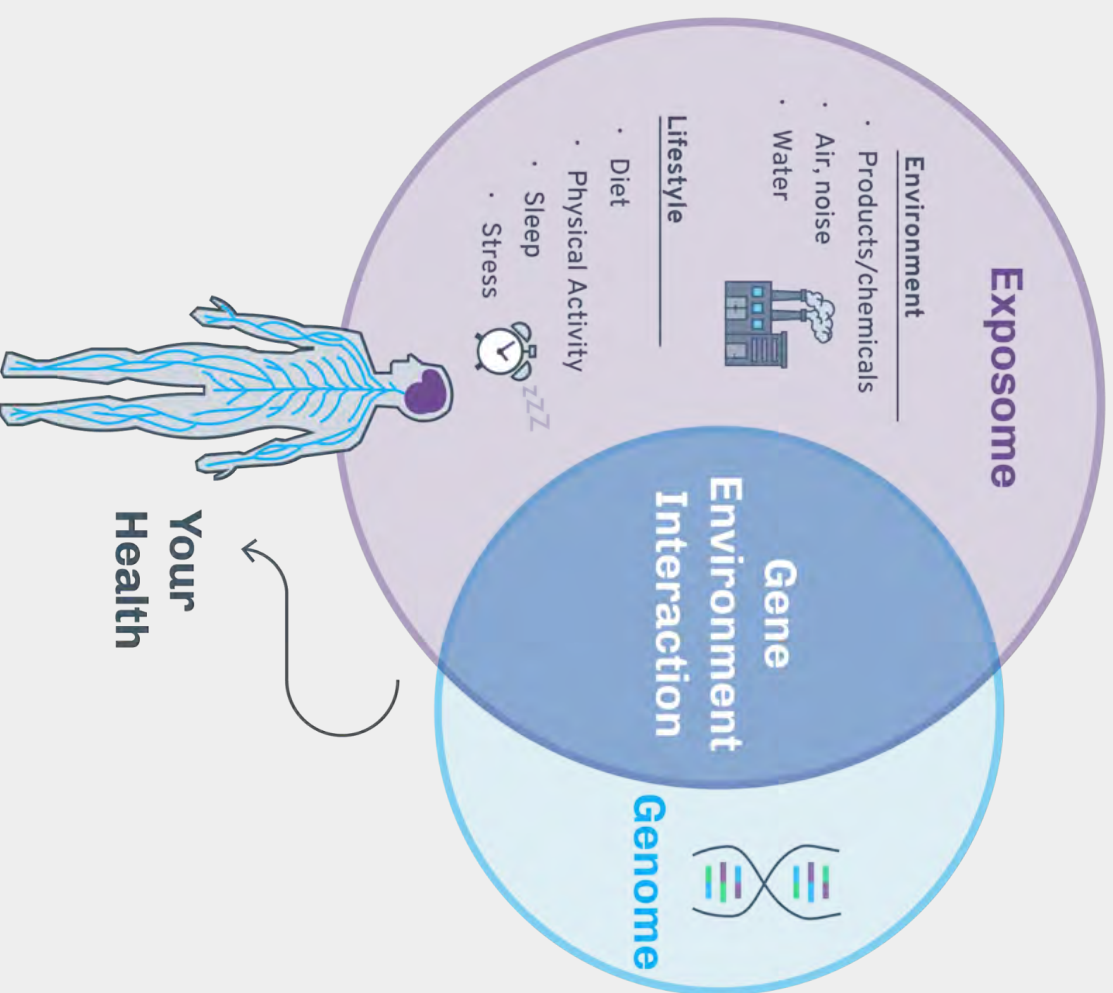 Exposome
Environment
· Products/chemicals
· Air, noise
· Water
Lifestyle
· Diet
· Physical Activity
· Sleep
· Stress
zzZ
Gene
Environment
Interaction
Genome
Your
Health